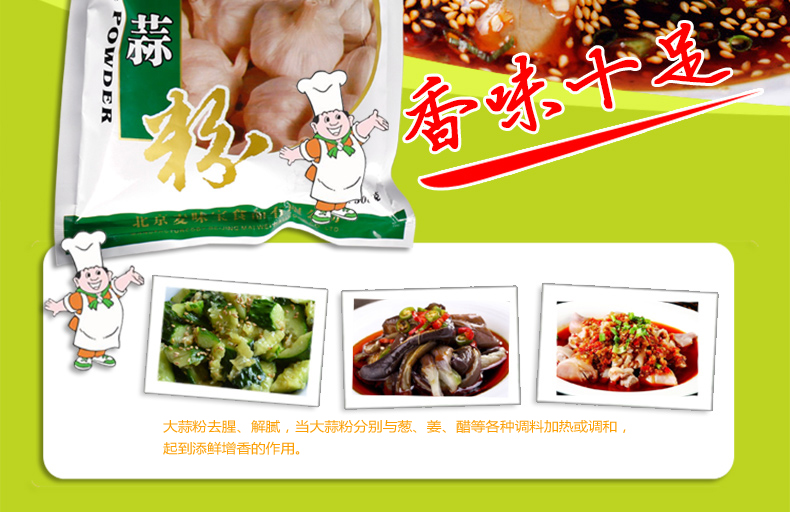 蒜
POWDER
粉
香味十足
大蒜粉去腥、解腻，当大蒜粉分别与葱、姜、醋等各种调料加热或调和，
起到添鲜增香的作用。